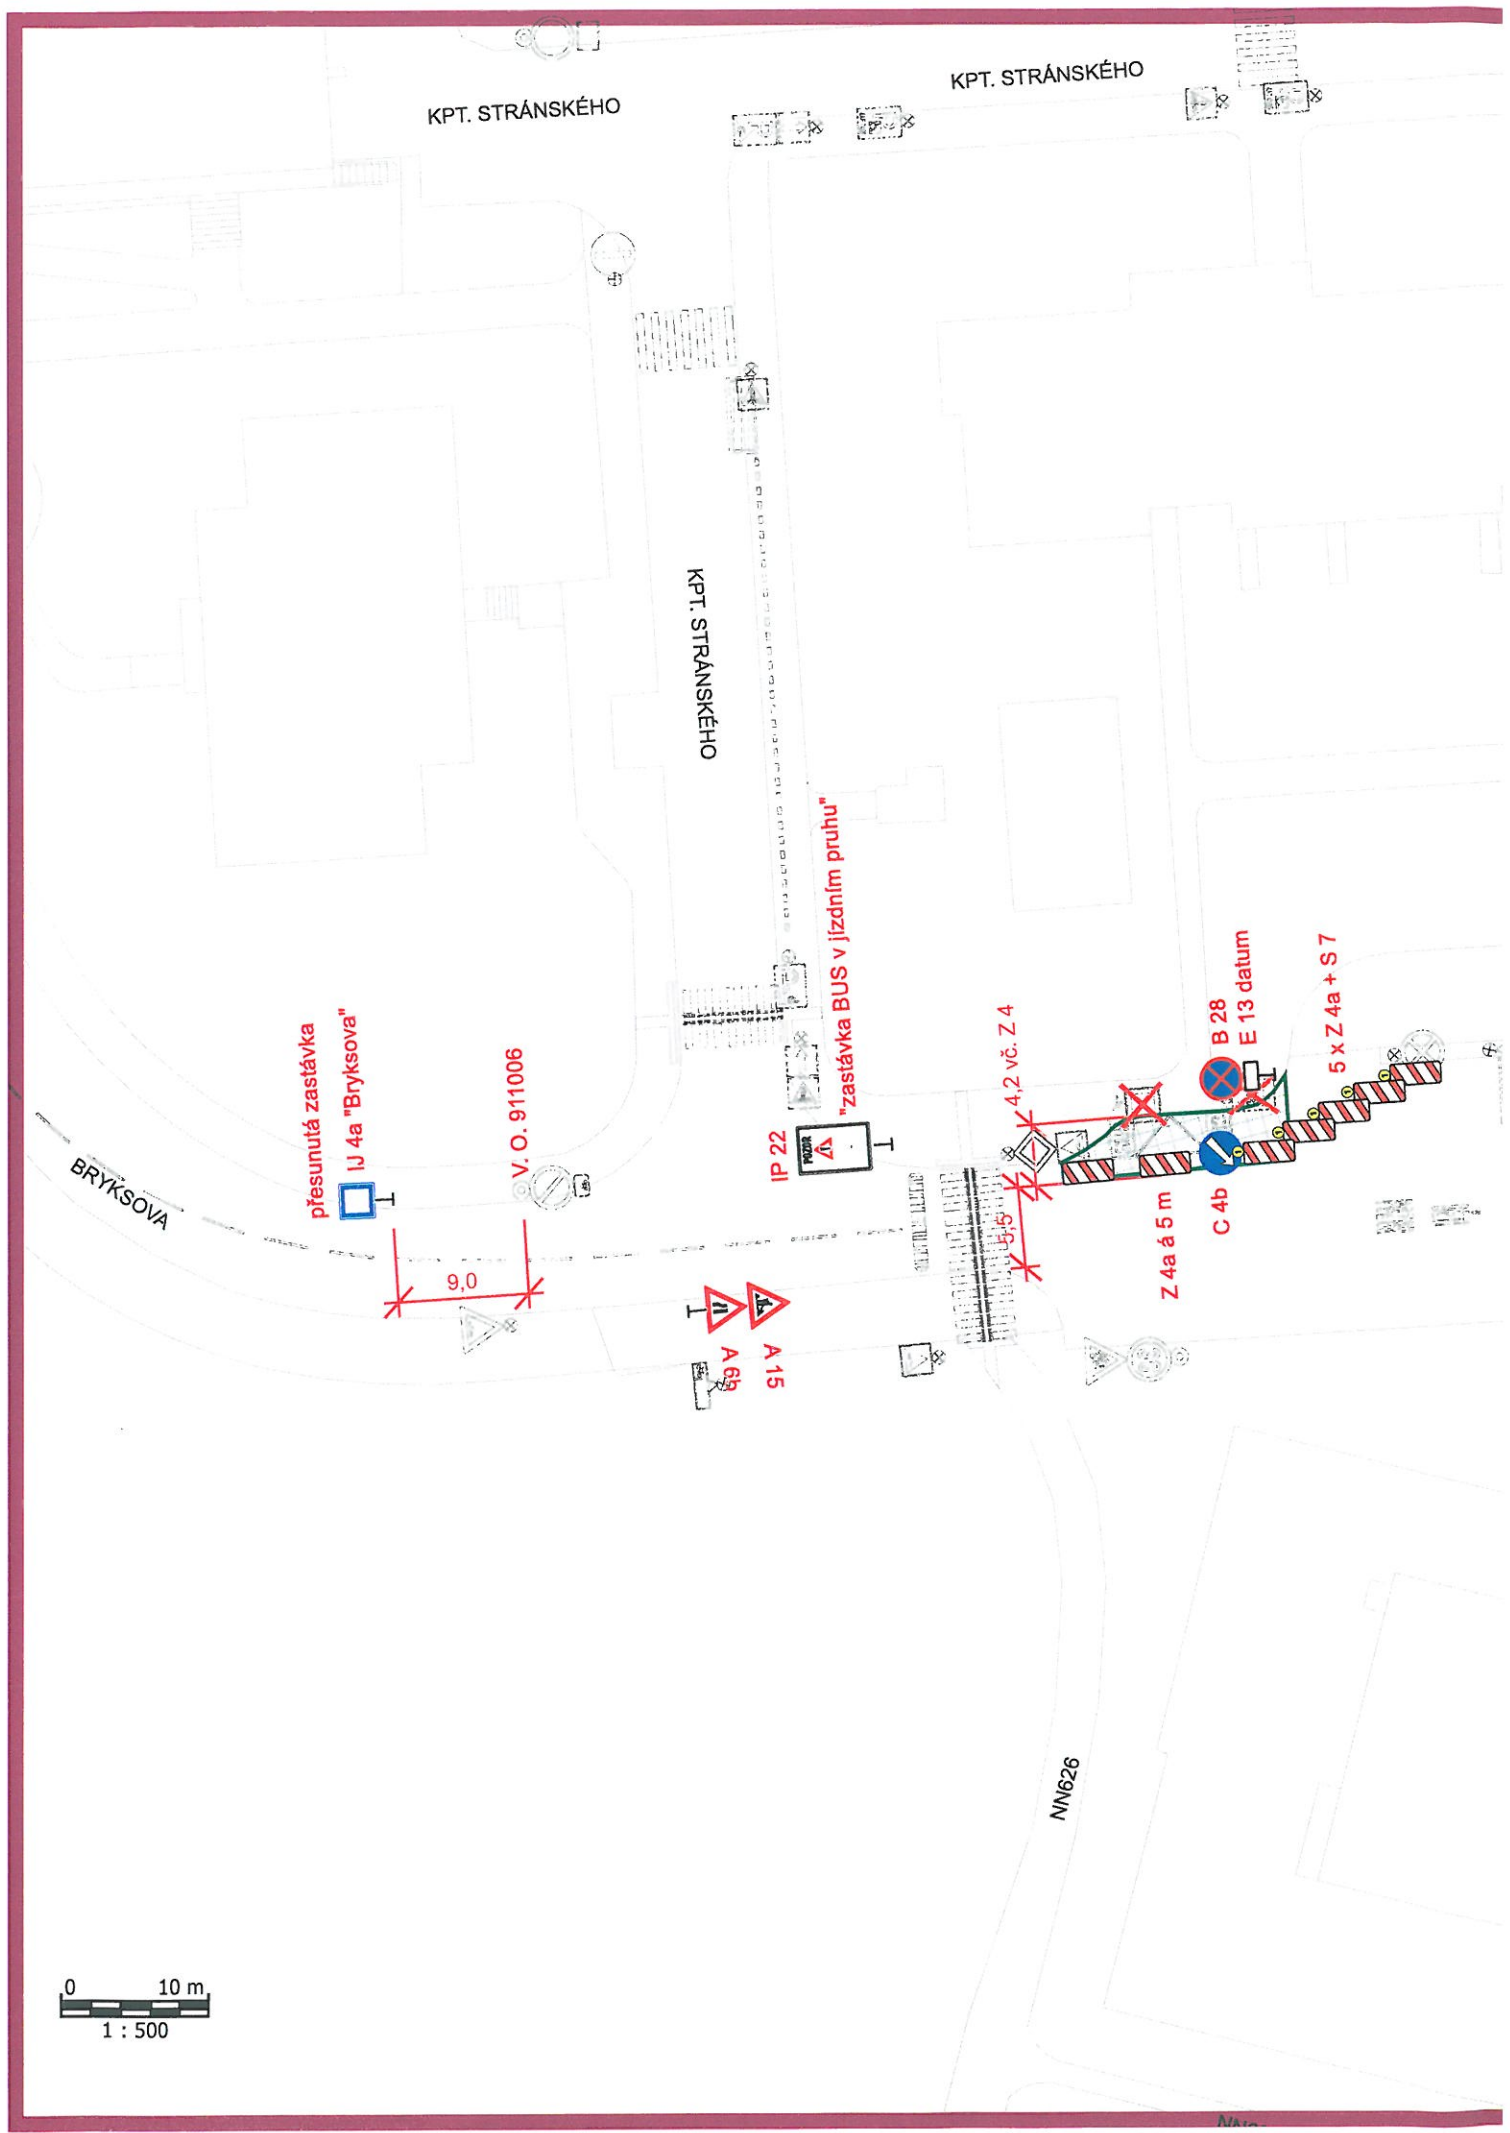 KPT. STRÁNSKÉHO
KPT. STRÁNSKÉHO
KPT. STRÁNSKÉHO
"zastávka BUS v jízdním pruhu"
IP 22
POZOR
přesunutá zastávka
IJ 4a "Bryksova"
V. O. 911006
BRYKSOVA
9,0
A 6b
A 15
4,2 vč. Z 4
5,5
B 28
E 13 datum
5 x Z 4a + S 7
Z 4a á 5 m
C 4b
NN626
0 10 m
1 : 500